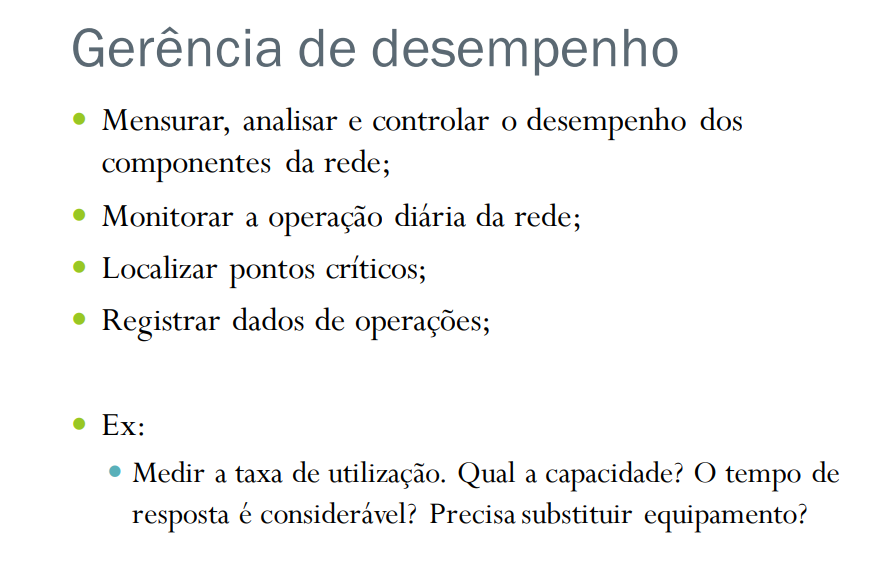 Gerência de desempenho
Mensurar, analisar e controlar o desempenho dos
componentes da rede;
Monitorar a operação diária da rede;
Localizar pontos críticos;
Registrar dados de operações;
Ex:
Medir a taxa de utilização. Qual a capacidade? O tempo de
resposta é considerável? Precisa substituir equipamento?